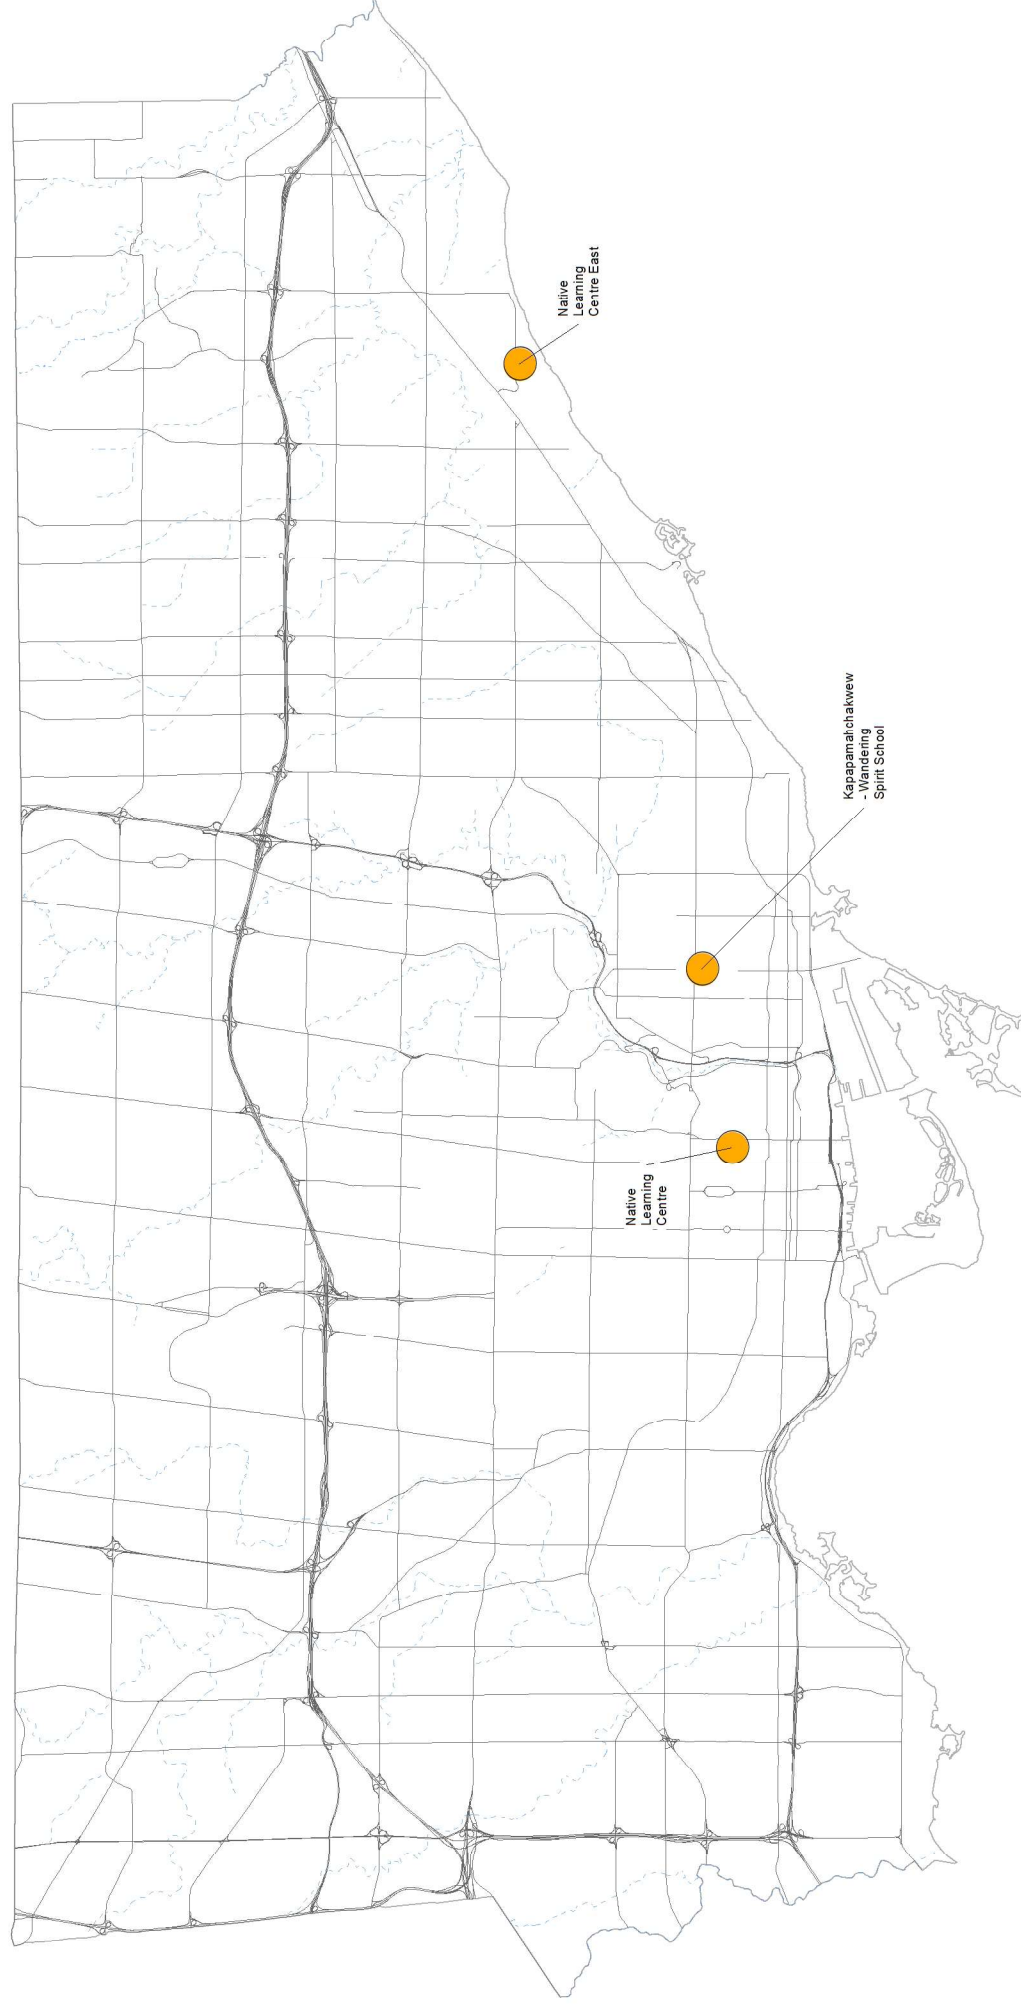 Native
Learning
Centre
Kapapamahchakwew
- Wandering
Spirit School
Native
Learning
Centre East